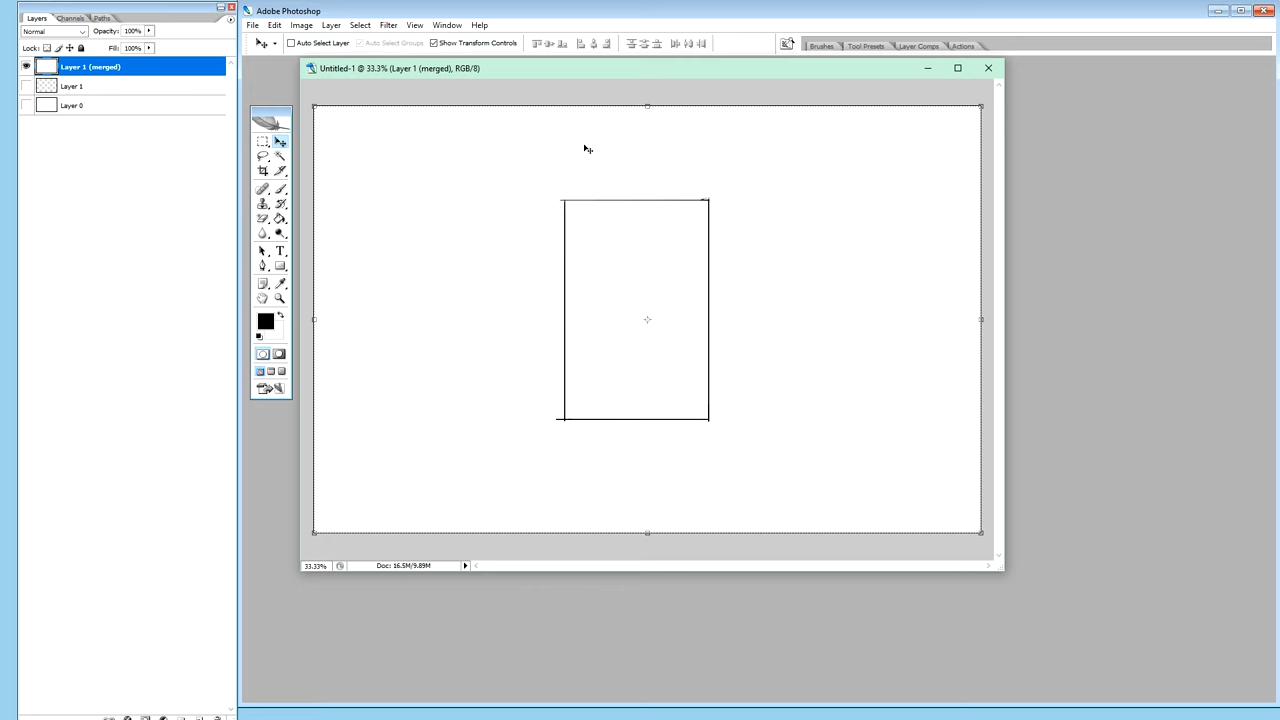 Layers Channels Paths
Normal Opacity: 100%
Lock: Fill: 100%
Layer 1 (merged)
Layer 1
Layer 0
Adobe Photoshop
File Edit Image Layer Select Filter View Window Help
Auto Select Layer Auto Select Groups Show Transform Controls Brushes Tool Presets Layer Comps Actions
Untitled-1 @ 33.3% (Layer 1 (merged), RGB/8)
T
33.33% Doc: 16.5M/9.89M